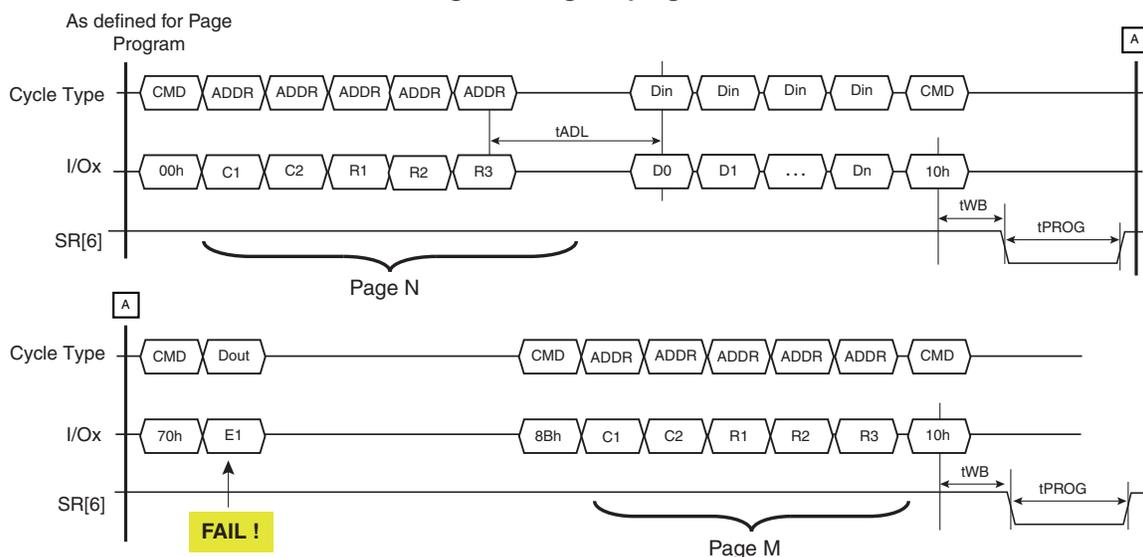 As defined for Page
Program
A
Cycle Type CMD ADDR ADDR ADDR ADDR ADDR Din Din Din Din CMD
tADL
I/Ox 00h C1 C2 R1 R2 R3 D0 D1 ... Dn 10h
tWB
tPROG
SR[6]
Page N
A
Cycle Type CMD Dout CMD ADDR ADDR ADDR ADDR ADDR CMD
I/Ox 70h E1 8Bh C1 C2 R1 R2 R3 10h
tWB
tPROG
SR[6]
FAIL !
Page M